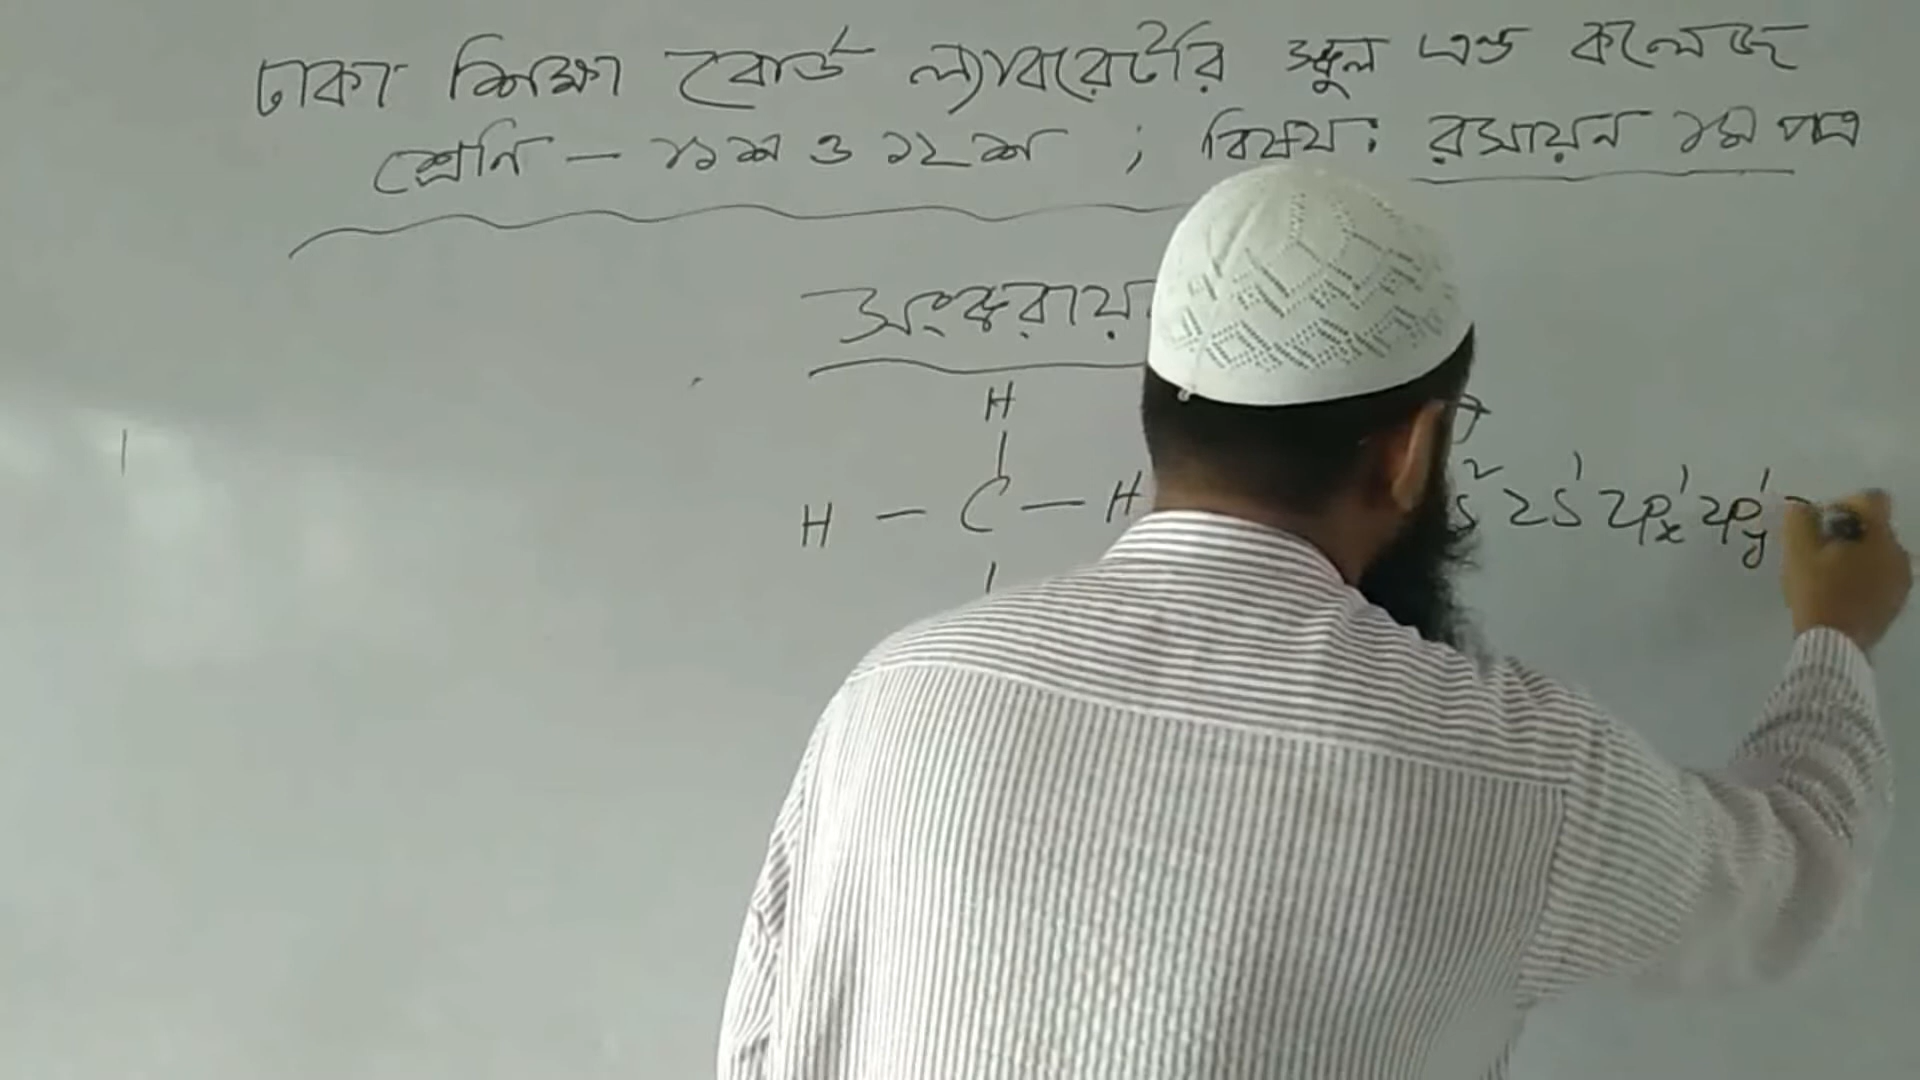 ঢাকা শিক্ষা বোর্ড ল্যাবরেটরি স্কুল এন্ড কলেজ
শ্রেণি - ১১শ ও ১২শ ; বিষয়: রসায়ন ১ম পত্র
সংকরায়
H
H - C - H
2s¹ 2p¹x 2p¹y